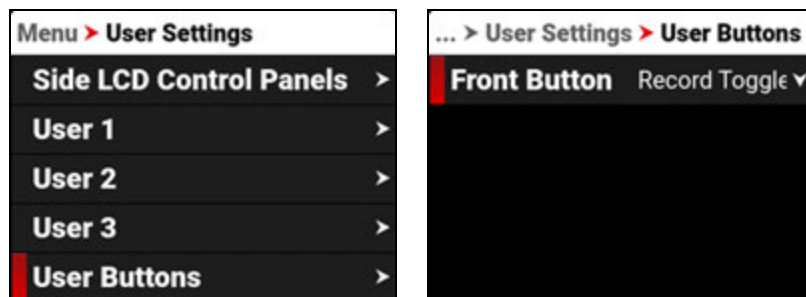 Menu > User Settings
Side LCD Control Panels >
User 1 >
User 2 >
User 3 >
User Buttons >
... > User Settings > User Buttons
Front Button Record Toggle